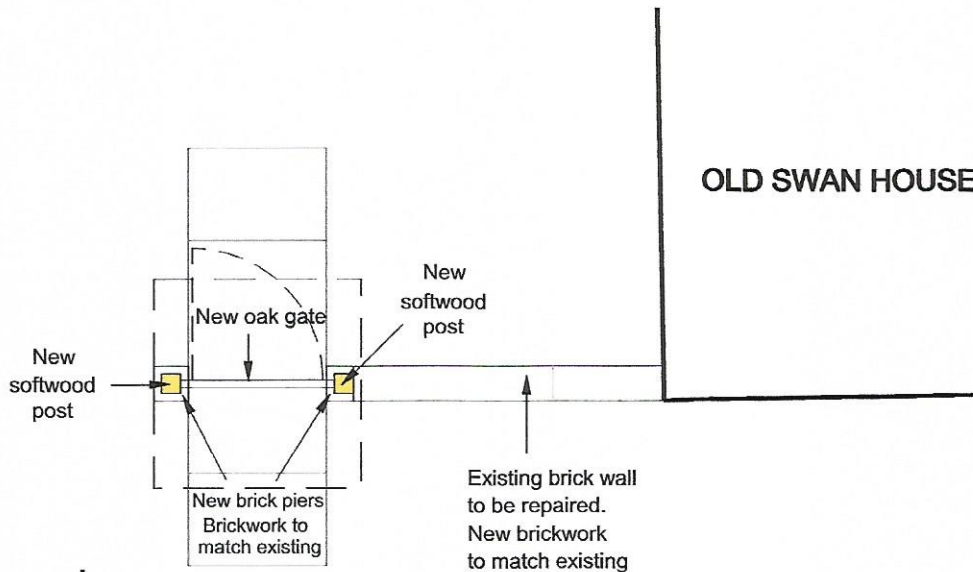 OLD SWAN HOUSE
New
softwood
post
New oak gate
New
softwood
post
New brick piers
Brickwork to
match existing
Existing brick wall
to be repaired.
New brickwork
to match existing